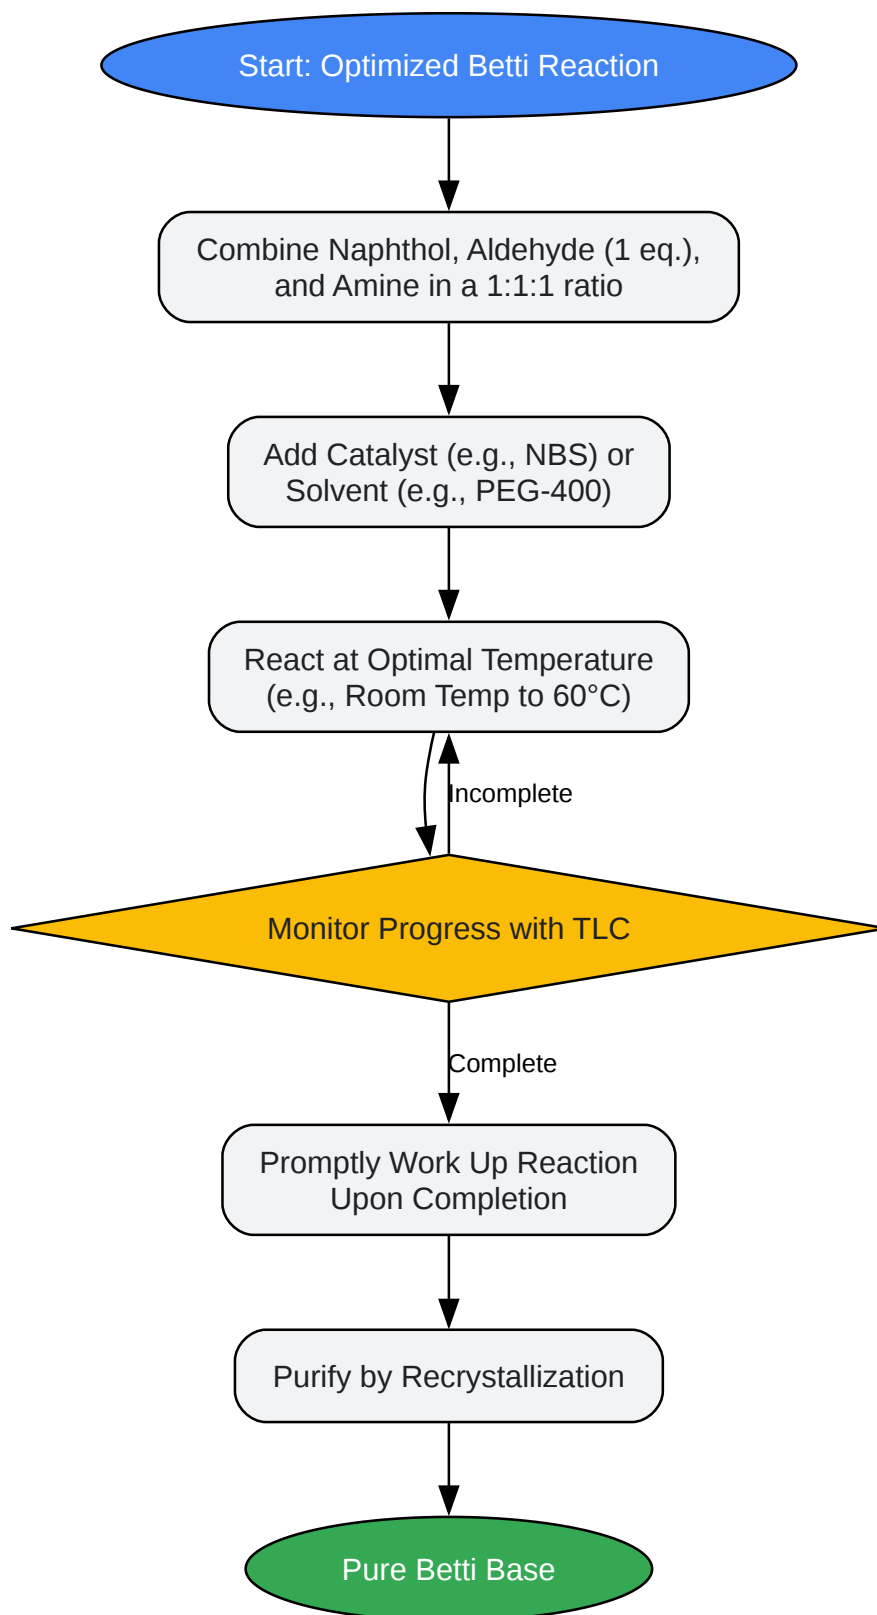 Start: Optimized Betti Reaction
Combine Naphthol, Aldehyde (1 eq.),
and Amine in a 1:1:1 ratio
Add Catalyst (e.g., NBS) or
Solvent (e.g., PEG-400)
React at Optimal Temperature
(e.g., Room Temp to 60°C)
Incomplete
Monitor Progress with TLC
Complete
Promptly Work Up Reaction
Upon Completion
Purify by Recrystallization
Pure Betti Base